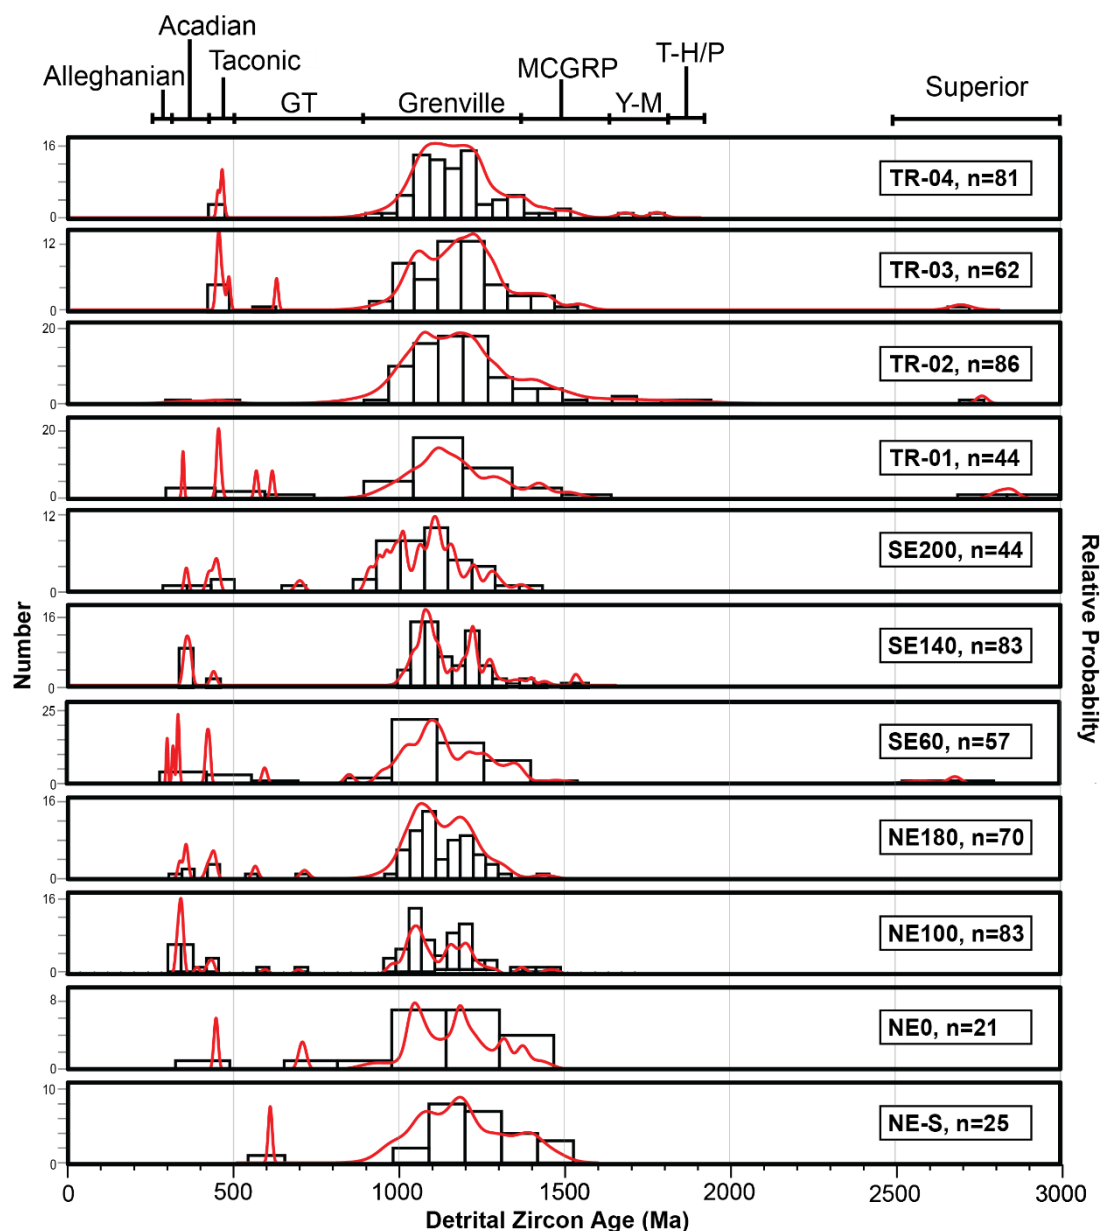 Acadian
Alleghanian
Taconic
GT
Grenville
MCGRP
Y-M
T-H/P
Superior
16
0
TR-04, n=81
12
0
TR-03, n=62
20
0
TR-02, n=86
20
0
TR-01, n=44
12
0
SE200, n=44
16
0
SE140, n=83
25
0
SE60, n=57
16
0
NE180, n=70
16
0
NE100, n=83
8
0
NE0, n=21
10
0
NE-S, n=25
Number
Relative Probabilty
0 500 1000 1500 2000 2500 3000
Detrital Zircon Age (Ma)